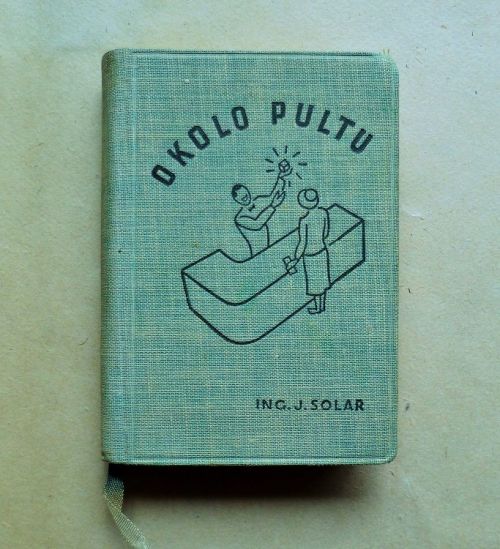 OKOLO PULTU
ING. J. SOLAR